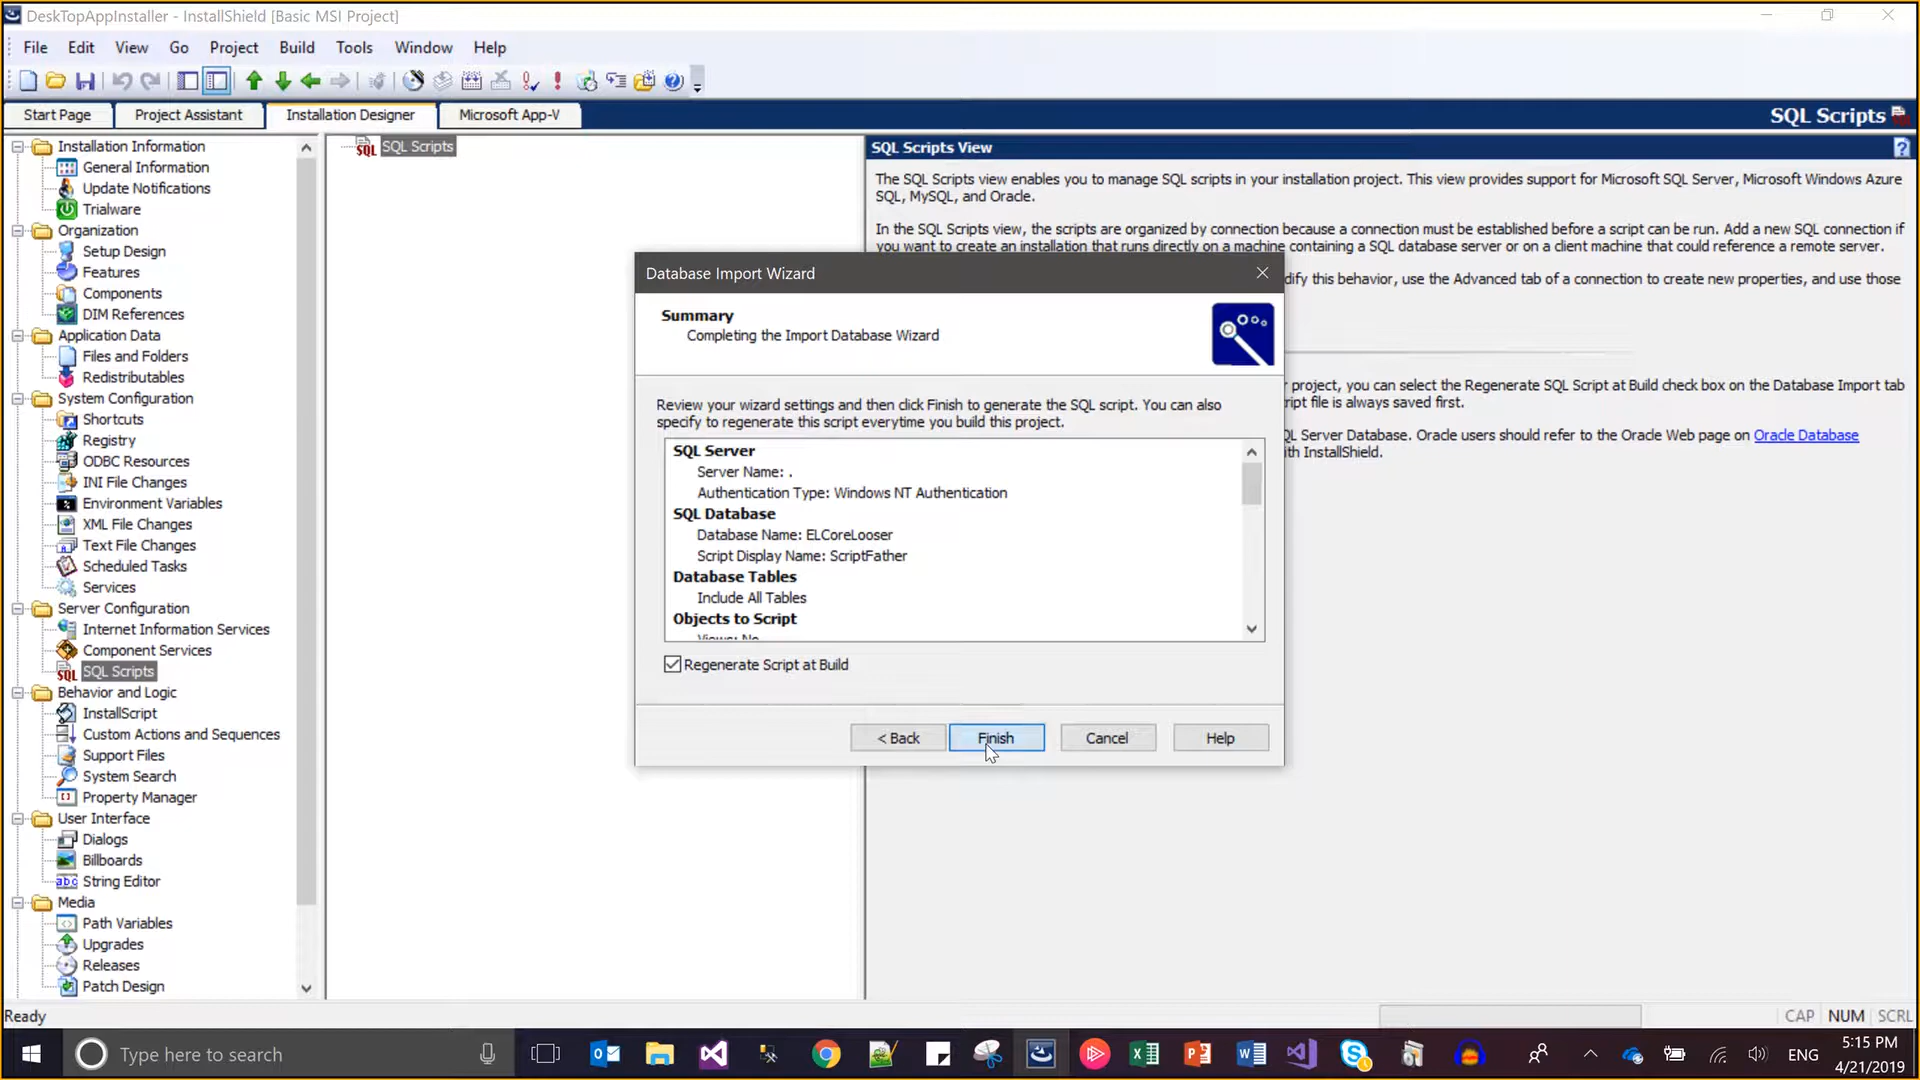 DeskTopAppInstaller - InstallShield [Basic MSI Project]
File Edit View Go Project Build Tools Window Help
Start Page Project Assistant Installation Designer Microsoft App-V SQL Scripts
Installation Information
General Information
Update Notifications
Trialware
Organization
Setup Design
Features
Components
DIM References
Application Data
Files and Folders
Redistributables
System Configuration
Shortcuts
Registry
ODBC Resources
INI File Changes
Environment Variables
XML File Changes
Text File Changes
Scheduled Tasks
Services
Server Configuration
Internet Information Services
Component Services
SQL SQL Scripts
Behavior and Logic
InstallScript
Custom Actions and Sequences
Support Files
System Search
Property Manager
User Interface
Dialogs
Billboards
abc String Editor
Media
Path Variables
Upgrades
Releases
Patch Design
SQL SQL Scripts
SQL Scripts View
The SQL Scripts view enables you to manage SQL scripts in your installation project. This view provides support for Microsoft SQL Server, Microsoft Windows Azure
SQL, MySQL, and Oracle.
In the SQL Scripts view, the scripts are organized by connection because a connection must be established before a script can be run. Add a new SQL connection if
you want to create an installation that runs directly on a machine containing a SQL database server or on a client machine that could reference a remote server.
dify this behavior, use the Advanced tab of a connection to create new properties, and use those
r project, you can select the Regenerate SQL Script at Build check box on the Database Import tab
ript file is always saved first.
QL Server Database. Oracle users should refer to the Oracle Web page on Oracle Database
ith InstallShield.
Database Import Wizard
Summary
Completing the Import Database Wizard
Review your wizard settings and then click Finish to generate the SQL script. You can also
specify to regenerate this script everytime you build this project.
SQL Server
Server Name: .
Authentication Type: Windows NT Authentication
SQL Database
Database Name: ELCoreLooser
Script Display Name: ScriptFather
Database Tables
Include All Tables
Objects to Script
Views: No
Regenerate Script at Build
< Back Finish Cancel Help
Ready CAP NUM SCRL
Type here to search
ENG
5:15 PM
4/21/2019